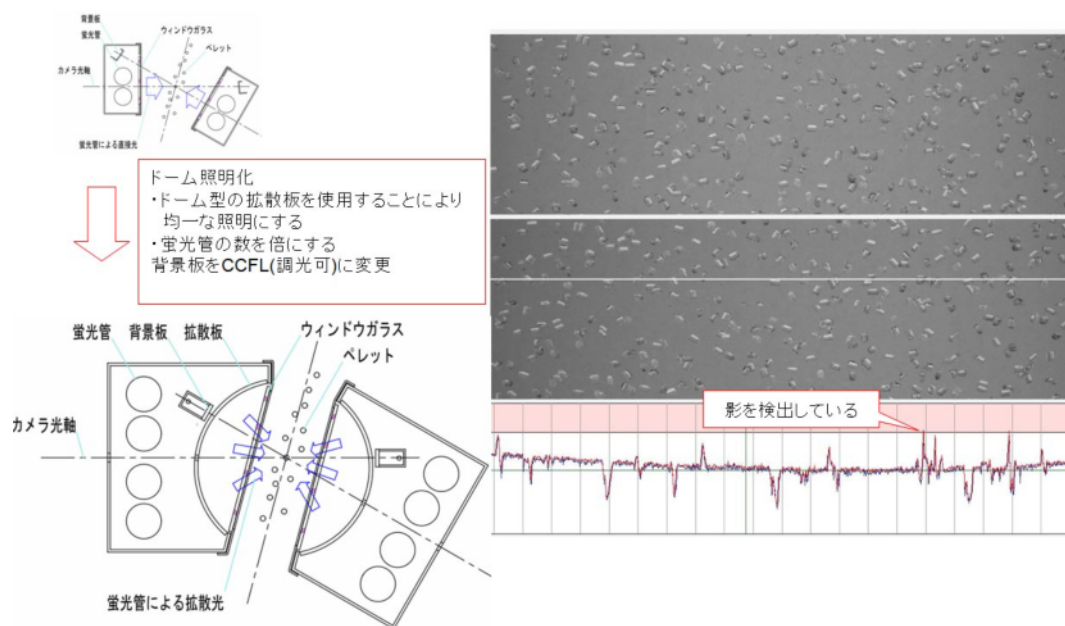 背景板
蛍光管
ウィンドウガラス
ペレット
カメラ光軸
蛍光管による直接光
ドーム照明化
・ドーム型の拡散板を使用することにより
均一な照明にする
・蛍光管の数を倍にする
背景板をCCFL(調光可)に変更
蛍光管 背景板 拡散板 ウィンドウガラス
ペレット
カメラ光軸
蛍光管による拡散光
影を検出している